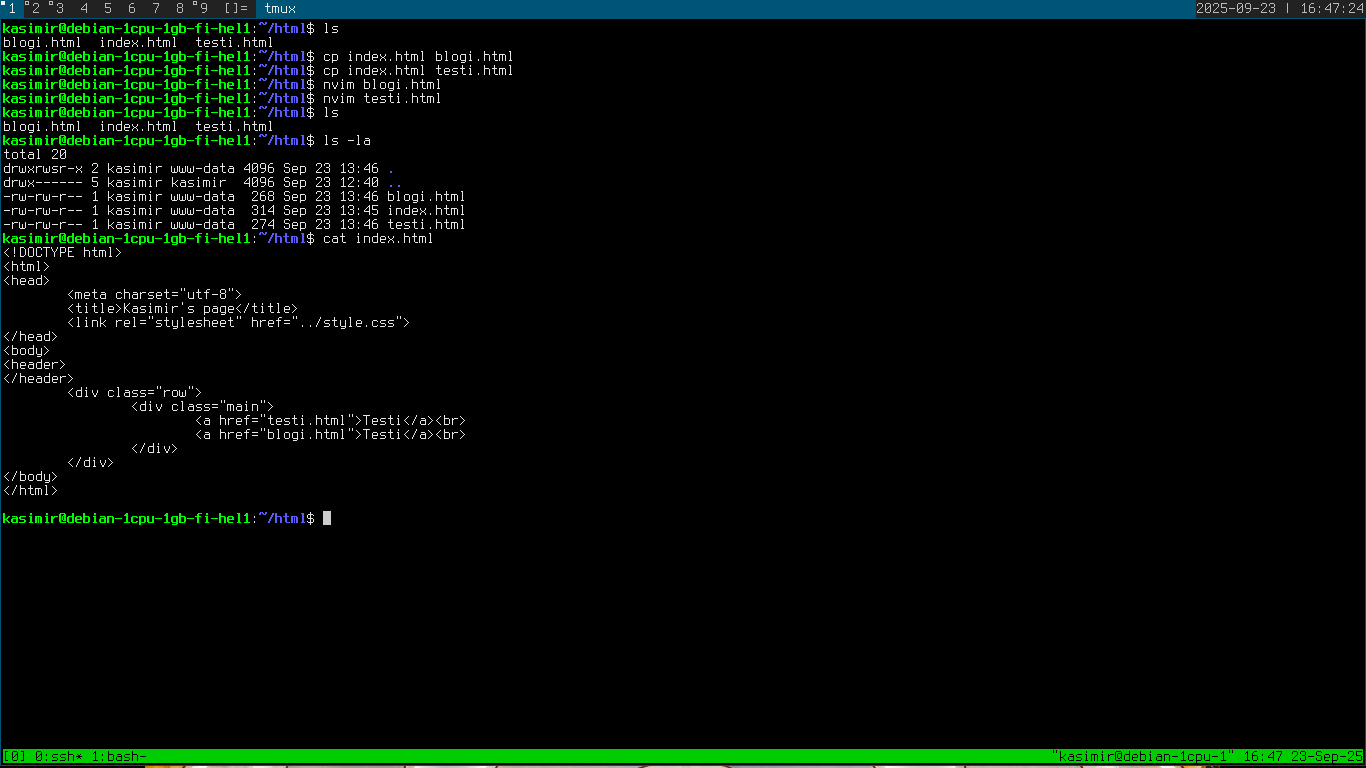 1 2 3 4 5 6 7 8 9 []= tmux 2025-09-23 | 16:47:24
kasimir@debian-1cpu-1gb-fi-hel1:~/html$ ls
blogi.html  index.html  testi.html
kasimir@debian-1cpu-1gb-fi-hel1:~/html$ cp index.html blogi.html
kasimir@debian-1cpu-1gb-fi-hel1:~/html$ cp index.html testi.html
kasimir@debian-1cpu-1gb-fi-hel1:~/html$ nvim blogi.html
kasimir@debian-1cpu-1gb-fi-hel1:~/html$ nvim testi.html
kasimir@debian-1cpu-1gb-fi-hel1:~/html$ ls
blogi.html  index.html  testi.html
kasimir@debian-1cpu-1gb-fi-hel1:~/html$ ls -la
total 20
drwxrwsr-x 2 kasimir www-data 4096 Sep 23 13:46 .
drwx------ 5 kasimir kasimir  4096 Sep 23 12:40 ..
-rw-rw-r-- 1 kasimir www-data  268 Sep 23 13:46 blogi.html
-rw-rw-r-- 1 kasimir www-data  314 Sep 23 13:45 index.html
-rw-rw-r-- 1 kasimir www-data  274 Sep 23 13:46 testi.html
kasimir@debian-1cpu-1gb-fi-hel1:~/html$ cat index.html
<!DOCTYPE html>
<html>
<head>
        <meta charset="utf-8">
        <title>Kasimir's page</title>
        <link rel="stylesheet" href="../style.css">
</head>
<body>
<header>
</header>
        <div class="row">
                <div class="main">
                        <a href="testi.html">Testi</a><br>
                        <a href="blogi.html">Testi</a><br>
                </div>
        </div>
</body>
</html>
kasimir@debian-1cpu-1gb-fi-hel1:~/html$
[0] 0:ssh* 1:bash- "kasimir@debian-1cpu-1" 16:47 23-Sep-25